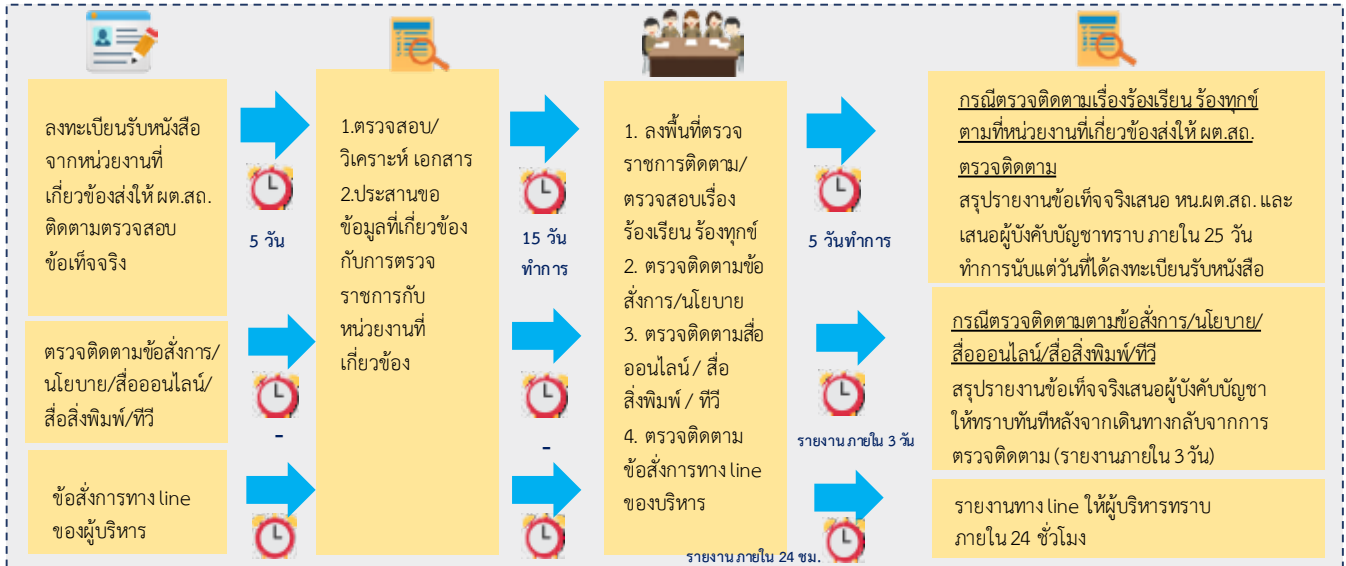 ลงทะเบียนรับหนังสือ
จากหน่วยงานที่
เกี่ยวข้องส่งให้ ผต.สถ.
ติดตามตรวจสอบ
ข้อเท็จจริง
5 วัน
1.ตรวจสอบ/
วิเคราะห์ เอกสาร
2.ประสานขอ
ข้อมูลที่เกี่ยวข้อง
กับการตรวจ
ราชการกับ
หน่วยงานที่
เกี่ยวข้อง
15 วัน
ทำการ
1. ลงพื้นที่ตรวจ
ราชการติดตาม/
ตรวจสอบเรื่อง
ร้องเรียน ร้องทุกข์
2. ตรวจติดตามข้อ
สั่งการ/นโยบาย
3. ตรวจติดตามสื่อ
ออนไลน์ / สื่อ
สิ่งพิมพ์ / ทีวี
4. ตรวจติดตาม
ข้อสั่งการทาง line
ของบริหาร
5 วันทำการ
กรณีตรวจติดตามเรื่องร้องเรียน ร้องทุกข์
ตามที่หน่วยงานที่เกี่ยวข้องส่งให้ ผต.สถ.
ตรวจติดตาม
สรุปรายงานข้อเท็จจริงเสนอ หน.ผต.สถ. และ
เสนอผู้บังคับบัญชาทราบ ภายใน 25 วัน
ทำการนับแต่วันที่ได้ลงทะเบียนรับหนังสือ
ตรวจติดตามข้อสั่งการ/
นโยบาย/สื่อออนไลน์/
สื่อสิ่งพิมพ์/ทีวี
-
-
รายงาน ภายใน 3 วัน
กรณีตรวจติดตามตามข้อสั่งการ/นโยบาย/
สื่อออนไลน์/สื่อสิ่งพิมพ์/ทีวี
สรุปรายงานข้อเท็จจริงเสนอผู้บังคับบัญชา
ให้ทราบทันทีหลังจากเดินทางกลับจากการ
ตรวจติดตาม (รายงานภายใน 3 วัน)
ข้อสั่งการทาง line
ของผู้บริหาร
รายงาน ภายใน 24 ชม.
รายงานทาง line ให้ผู้บริหารทราบ
ภายใน 24 ชั่วโมง